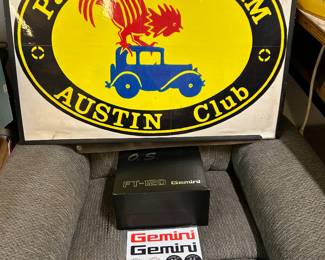 AUSTIN Club
O.S
FT-120 Gemini
Gemini
Gemini